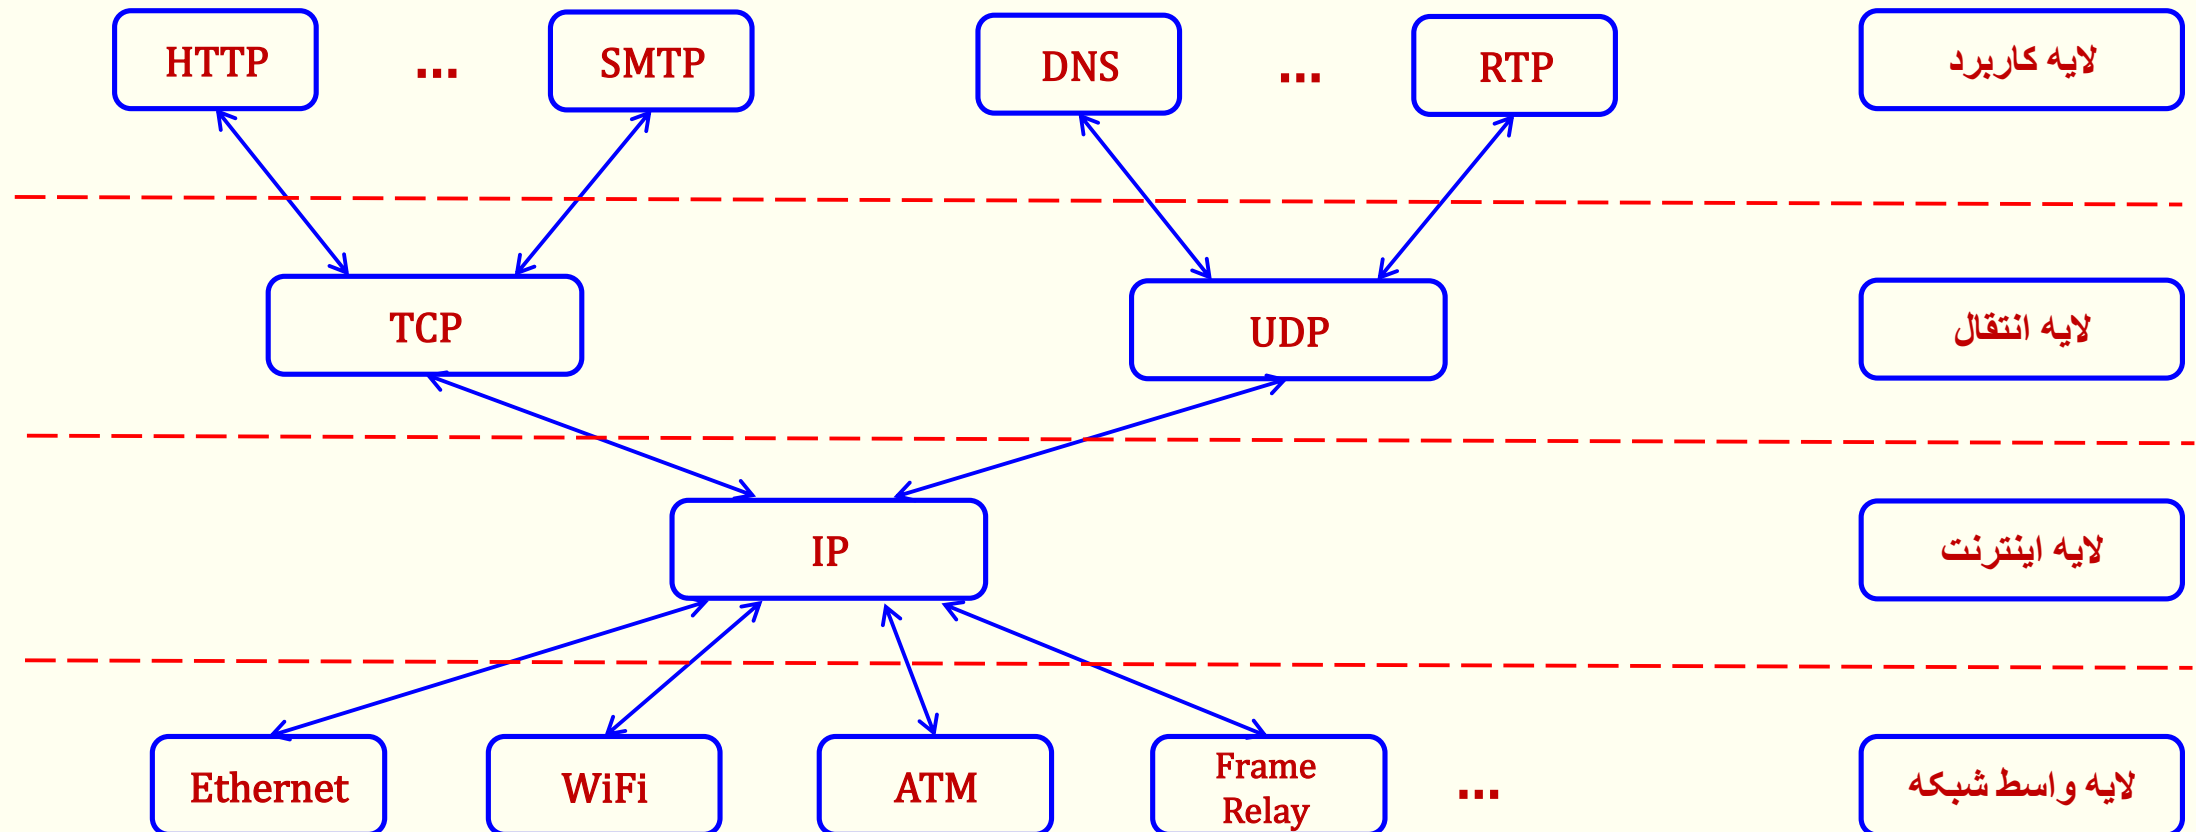 HTTP ... SMTP DNS ... RTP لایه کاربرد
TCP UDP لایه انتقال
IP لایه اینترنت
Ethernet WiFi ATM Frame Relay ... لایه واسط شبکه